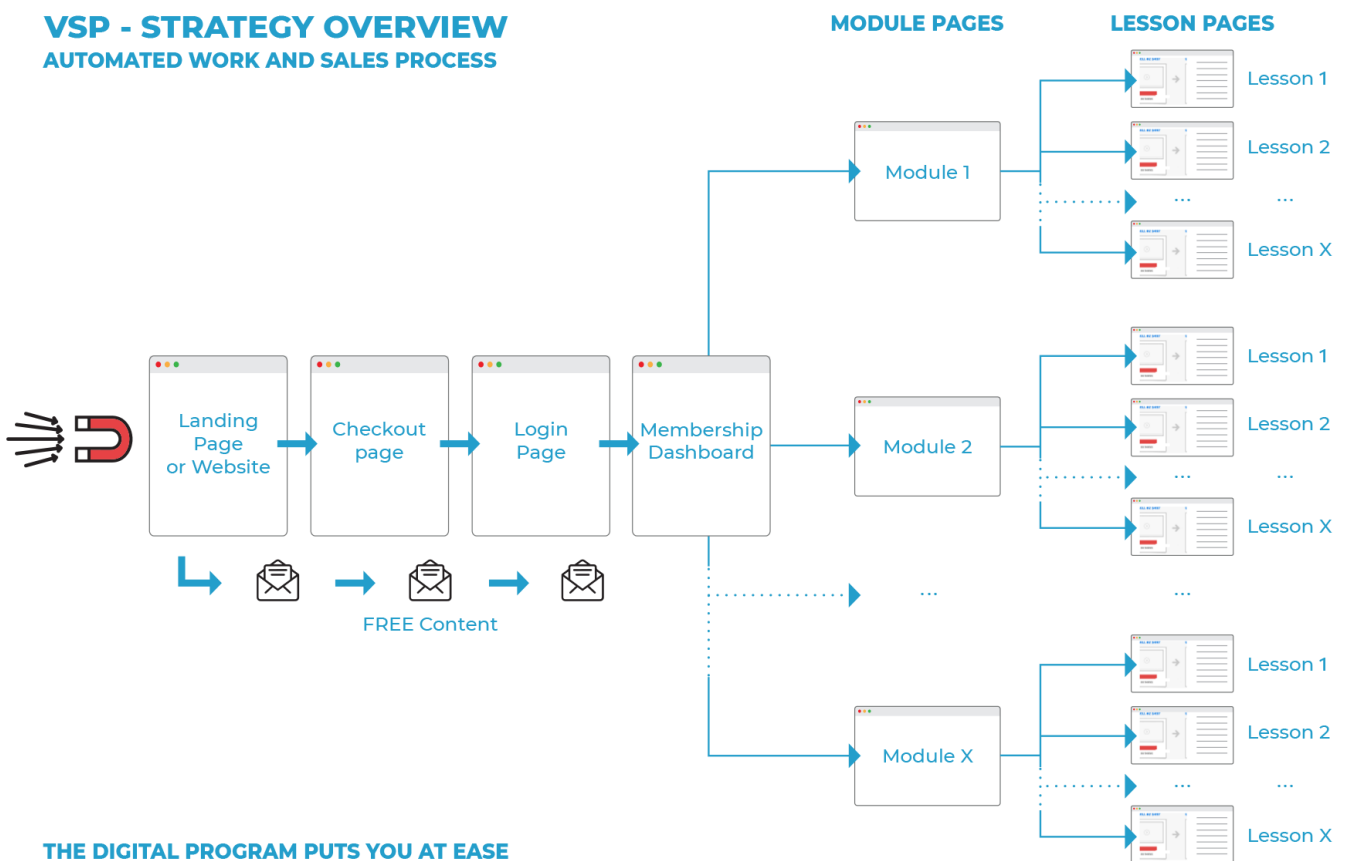 VSP - STRATEGY OVERVIEW
AUTOMATED WORK AND SALES PROCESS
MODULE PAGES
LESSON PAGES
Landing
Page
or Website
Checkout
page
Login
Page
Membership
Dashboard
FREE Content
Module 1
Lesson 1
Lesson 2
... ...
Lesson X
Module 2
Lesson 1
Lesson 2
... ...
Lesson X
... ...
Module X
Lesson 1
Lesson 2
... ...
Lesson X
THE DIGITAL PROGRAM PUTS YOU AT EASE